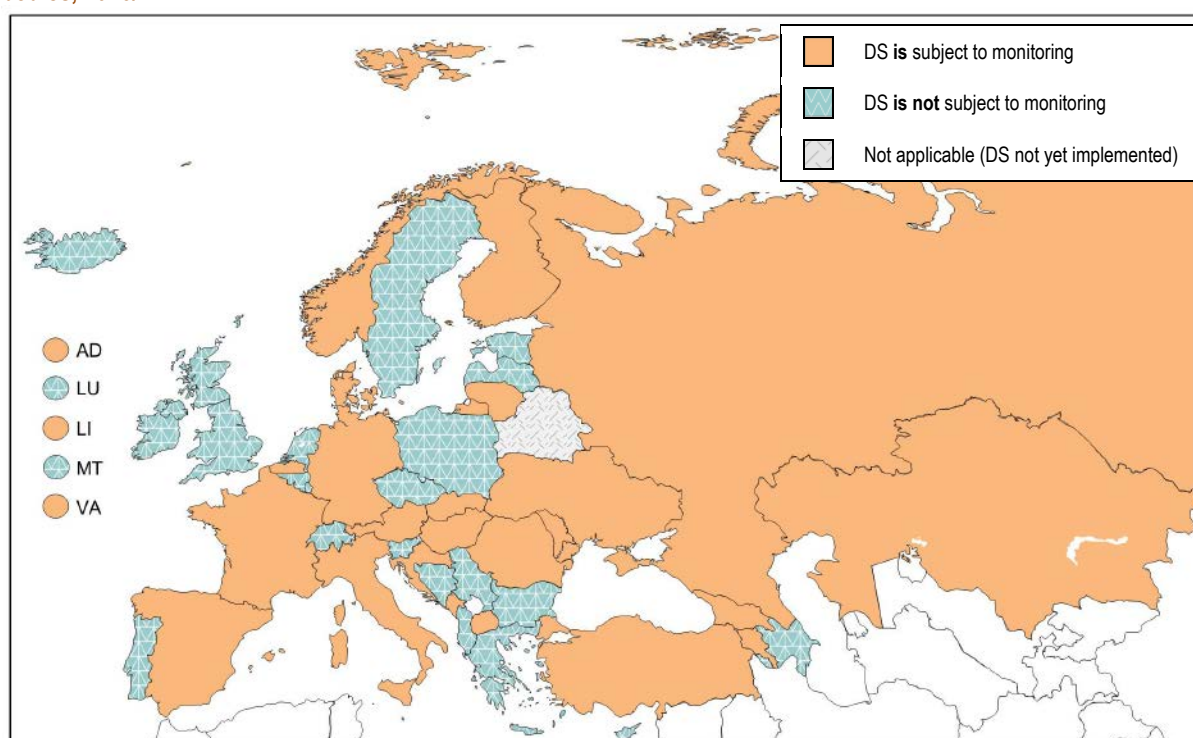 DS is subject to monitoring
DS is not subject to monitoring
Not applicable (DS not yet implemented)
AD
LU
LI
MT
VA